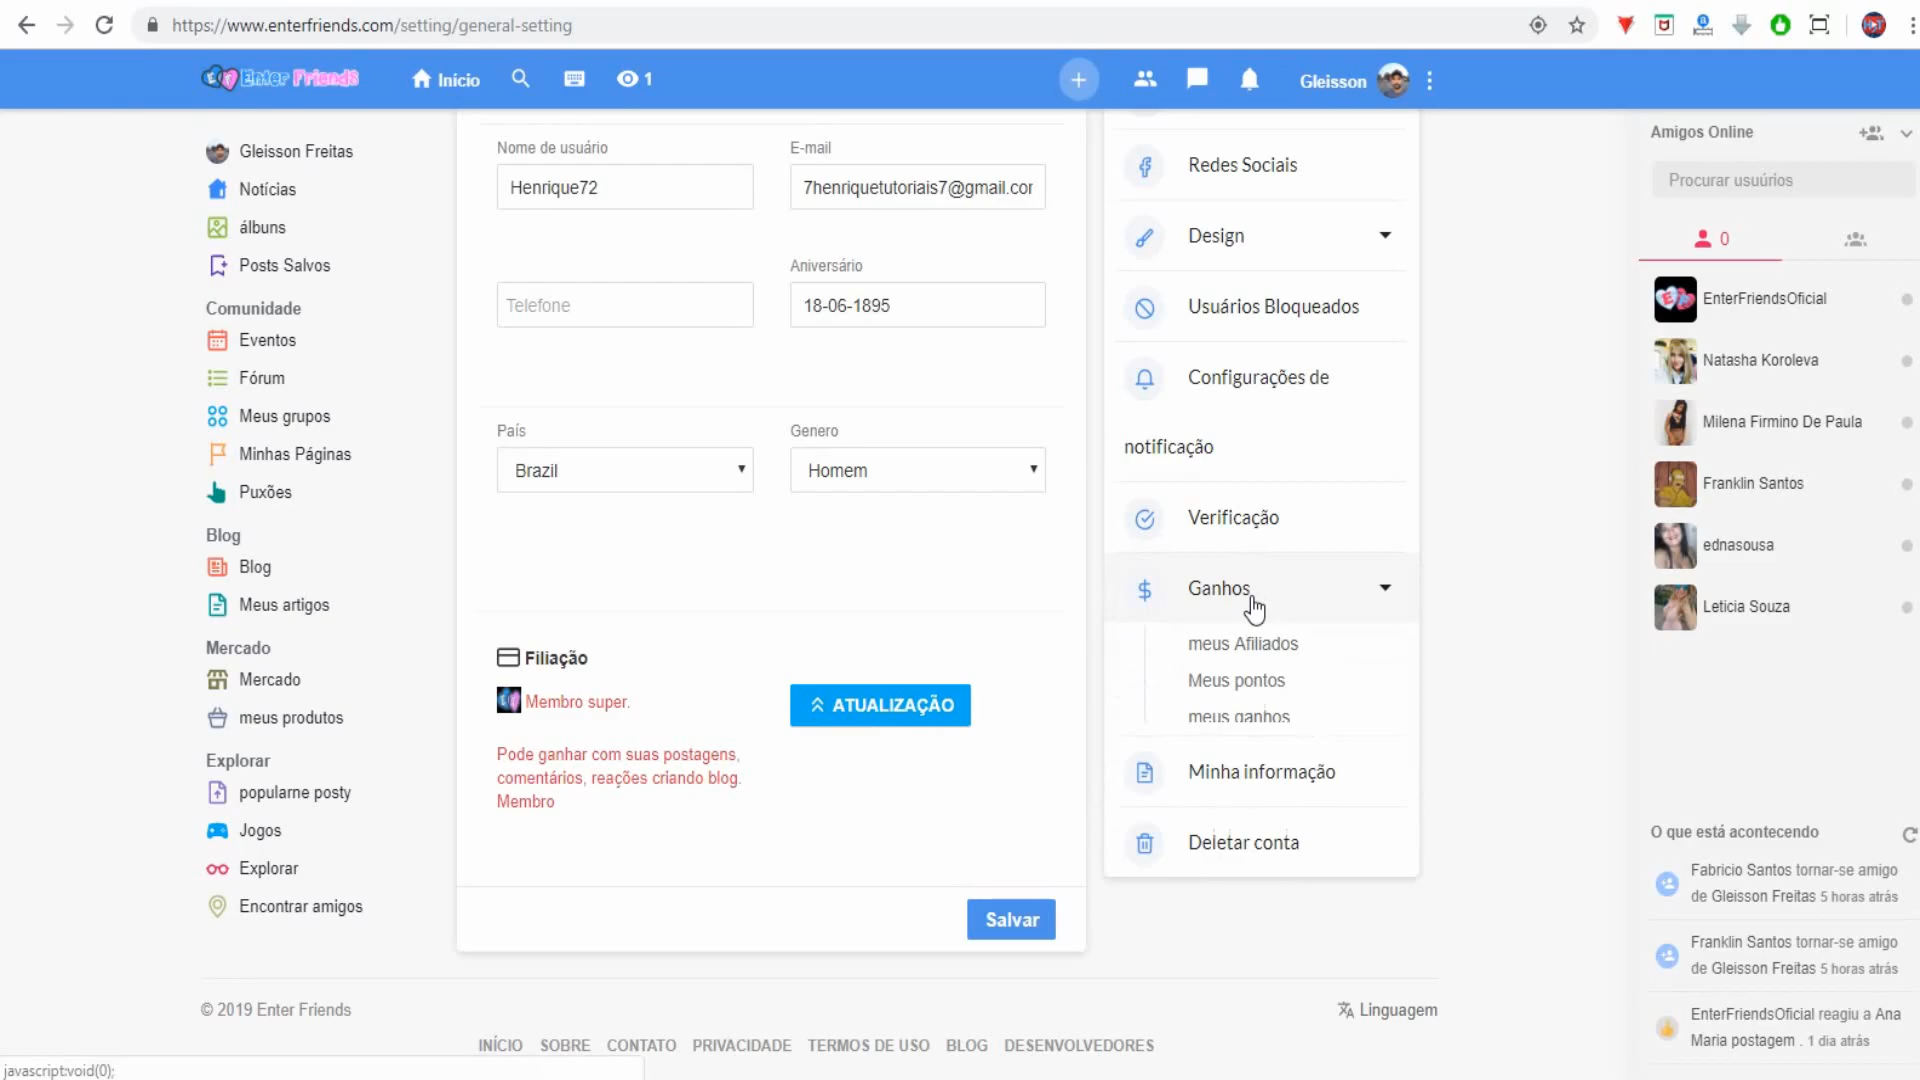 https://www.enterfriends.com/setting/general-setting
Enter Friends
Início
1
Gleisson
Gleisson Freitas
Notícias
álbuns
Posts Salvos
Comunidade
Eventos
Fórum
Meus grupos
Minhas Páginas
Puxões
Blog
Blog
Meus artigos
Mercado
Mercado
meus produtos
Explorar
popularne posty
Jogos
Explorar
Encontrar amigos
Nome de usuário
E-mail
Henrique72
7henriquetutoriais7@gmail.cor
Aniversário
Telefone
18-06-1895
País
Genero
Brazil
Homem
Filiação
Membro super.
ATUALIZAÇÃO
Pode ganhar com suas postagens,
comentários, reações criando blog.
Membro
Salvar
Redes Sociais
Design
Usuários Bloqueados
Configurações de
notificação
Verificação
Ganhos
meus Afiliados
Meus pontos
meus ganhos
Minha informação
Deletar conta
Amigos Online
Procurar usuúrios
0
EnterFriendsOficial
Natasha Koroleva
Milena Firmino De Paula
Franklin Santos
ednasousa
Leticia Souza
O que está acontecendo
Fabricio Santos tornar-se amigo
de Gleisson Freitas 5 horas atrás
Franklin Santos tornar-se amigo
de Gleisson Freitas 5 horas atrás
EnterFriendsOficial reagiu a Ana
Maria postagem . 1 dia atrás
© 2019 Enter Friends
Linguagem
INÍCIO SOBRE CONTATO PRIVACIDADE TERMOS DE USO BLOG DESENVOLVEDORES
javascript:void(0);